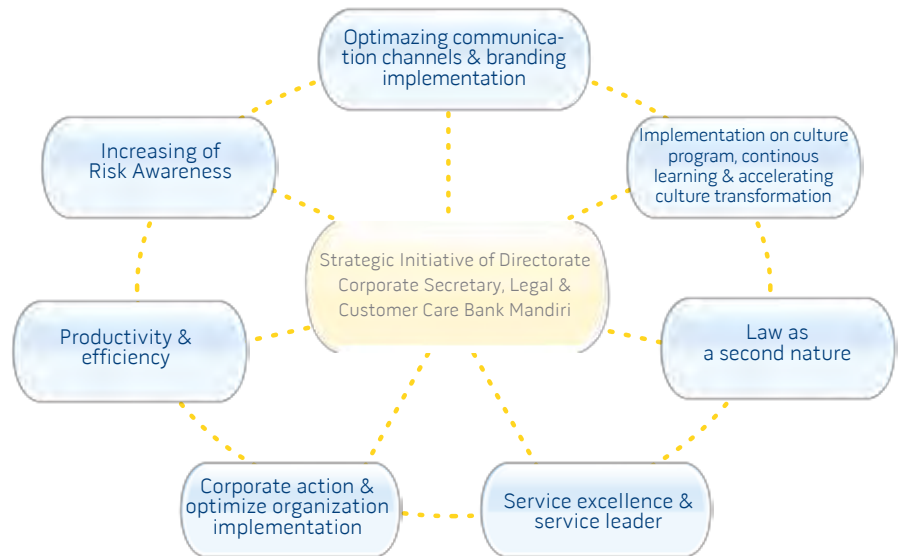 Optimazing communica-
tion channels & branding
implementation
Increasing of
Risk Awareness
Implementation on culture
program, continous
learning & accelerating
culture transformation
Strategic Initiative of Directorate
Corporate Secretary, Legal &
Customer Care Bank Mandiri
Productivity &
efficiency
Law as
a second nature
Corporate action &
optimize organization
implementation
Service excellence &
service leader